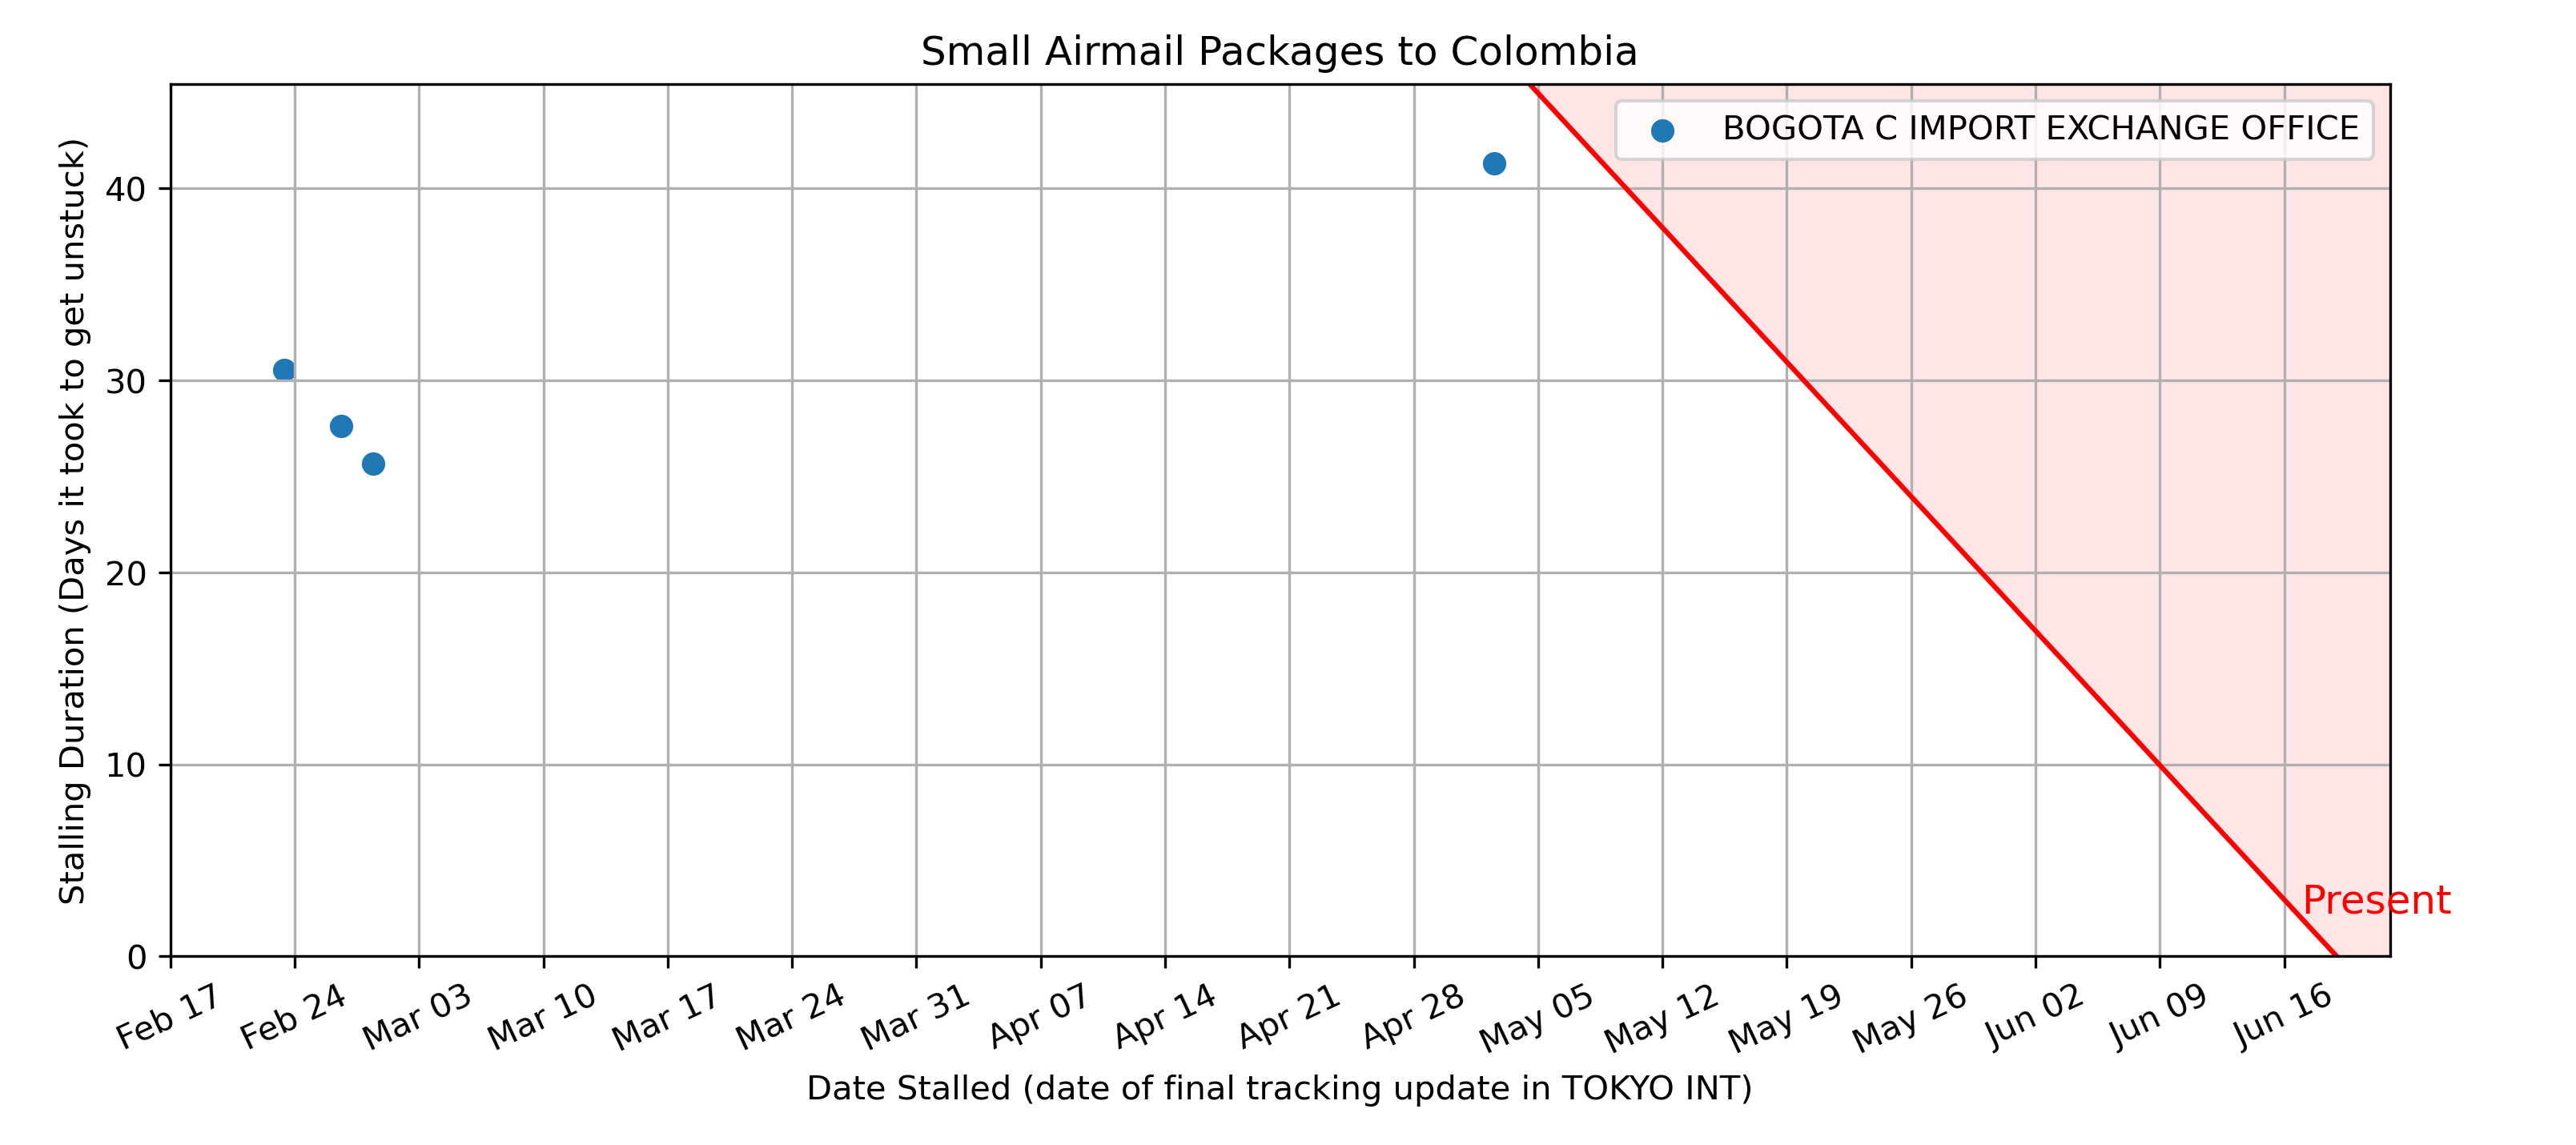 Small Airmail Packages to Colombia
BOGOTA C IMPORT EXCHANGE OFFICE
Stalling Duration (Days it took to get unstuck)
40
30
20
10
0
Present
Feb 17
Feb 24
Mar 03
Mar 10
Mar 17
Mar 24
Mar 31
Apr 07
Apr 14
Apr 21
Apr 28
May 05
May 12
May 19
May 26
Jun 02
Jun 09
Jun 16
Date Stalled (date of final tracking update in TOKYO INT)